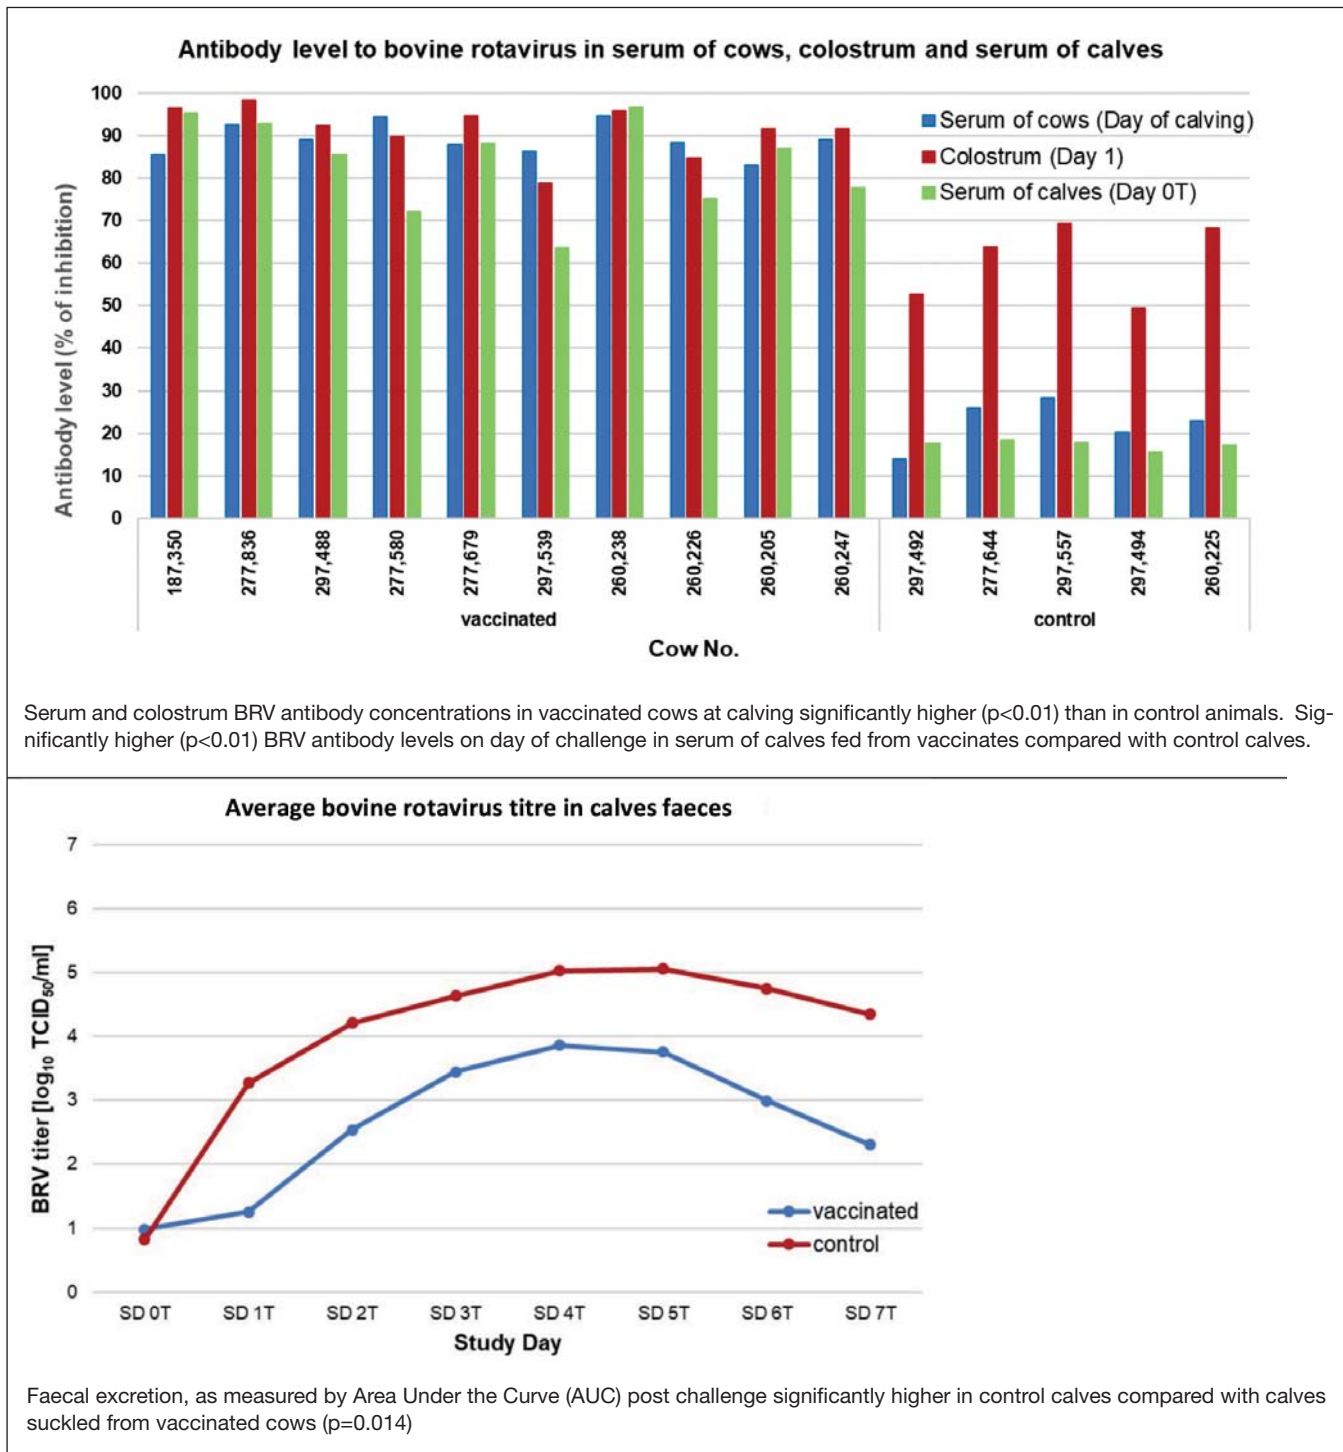 Antibody level to bovine rotavirus in serum of cows, colostrum and serum of calves
Antibody level (% of inhibition)
100
90
80
70
60
50
40
30
20
10
0
Serum of cows (Day of calving)
Colostrum (Day 1)
Serum of calves (Day 0T)
187,350
277,836
297,488
277,580
277,679
297,539
260,238
260,226
260,205
260,247
297,492
277,644
297,557
297,494
260,225
vaccinated
control
Cow No.
Serum and colostrum BRV antibody concentrations in vaccinated cows at calving significantly higher (p<0.01) than in control animals. Sig-
nificantly higher (p<0.01) BRV antibody levels on day of challenge in serum of calves fed from vaccinates compared with control calves.
Average bovine rotavirus titre in calves faeces
BRV titer [log₁₀ TCID₅₀/ml]
7
6
5
4
3
2
1
0
vaccinated
control
SD 0T
SD 1T
SD 2T
SD 3T
SD 4T
SD 5T
SD 6T
SD 7T
Study Day
Faecal excretion, as measured by Area Under the Curve (AUC) post challenge significantly higher in control calves compared with calves
suckled from vaccinated cows (p=0.014)